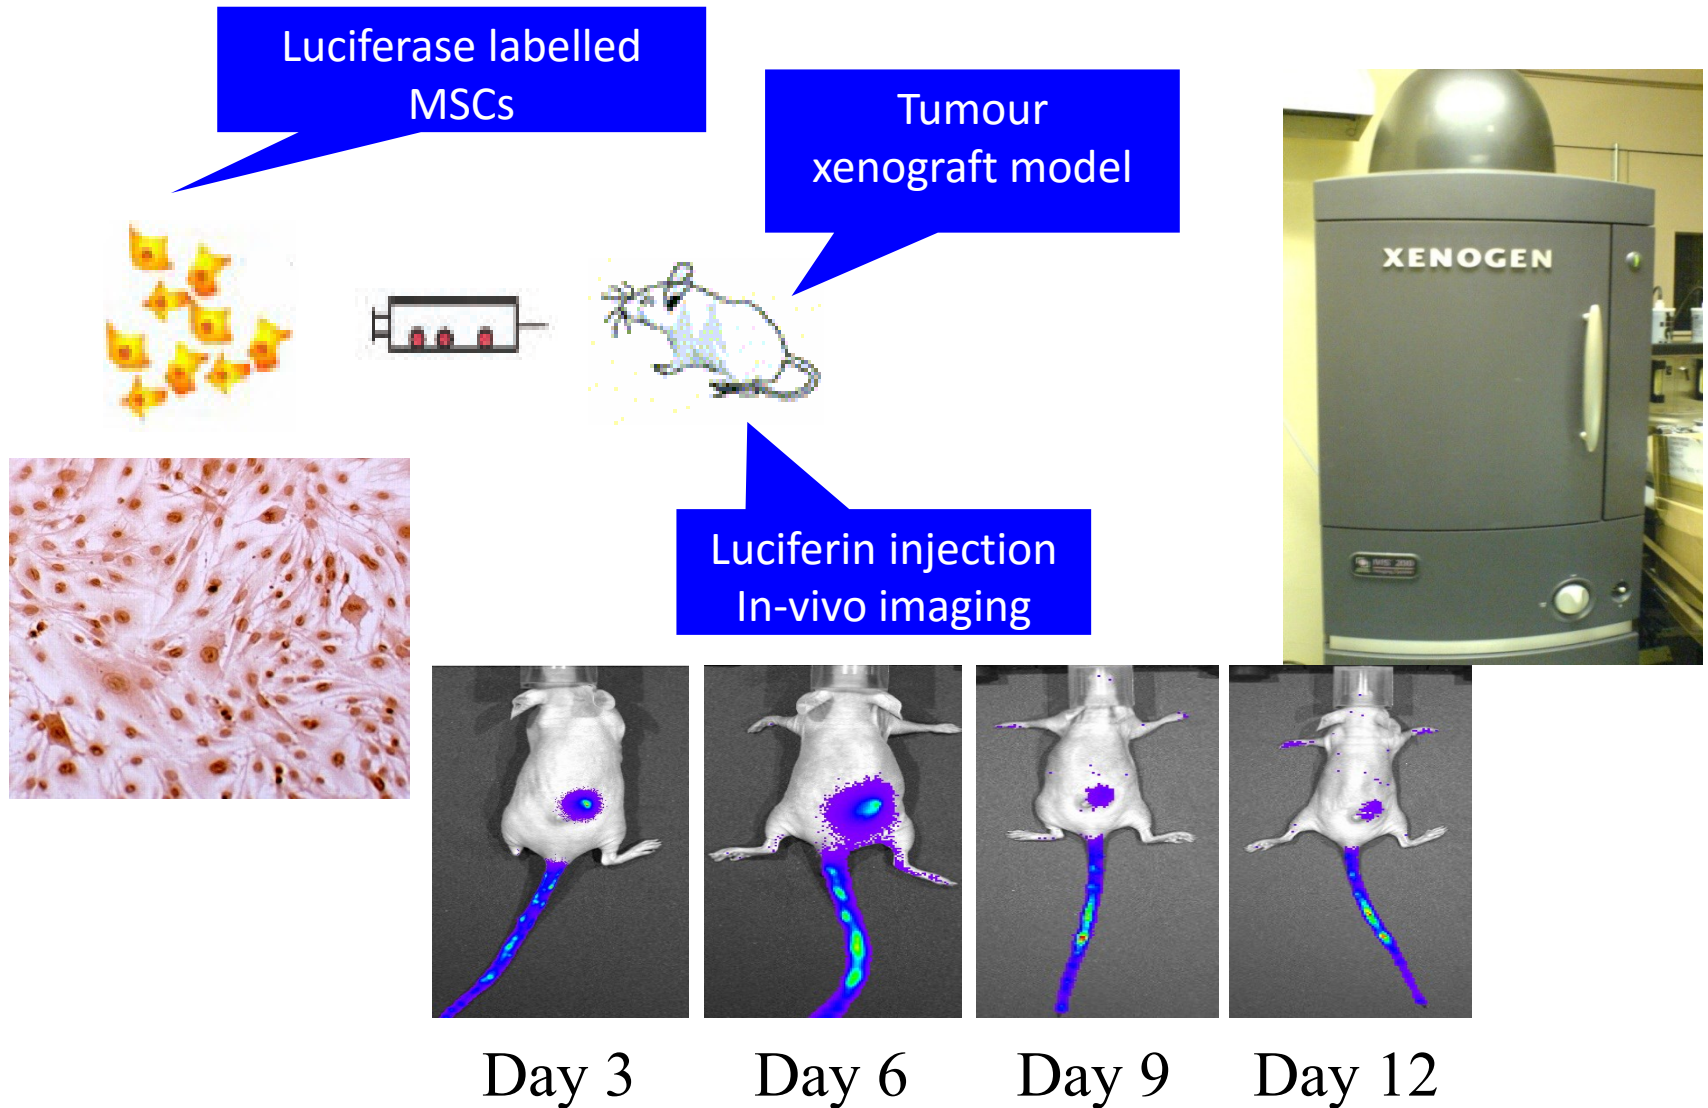 Luciferase labelled
MSCs
Tumour
xenograft model
XENOGEN
Luciferin injection
In-vivo imaging
Day 3
Day 6
Day 9
Day 12